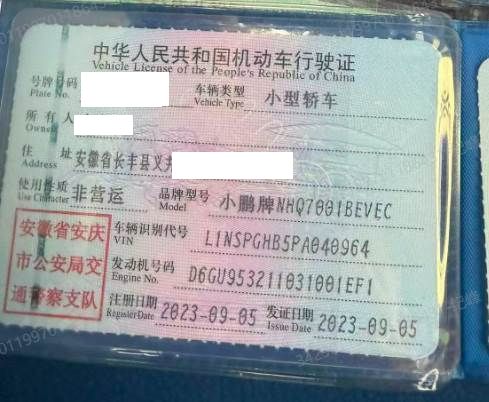 中华人民共和国机动车行驶证
Vehicle License of the People's Republic of China
号牌号码 车辆类型 小型轿车
Plate No. Vehicle Type
所有人
Owner
住址 安徽省长丰县义井
Address
使用性质 非营运 品牌型号 小鹏牌NHQ7001BEVEC
Use Character Model
安徽省安庆市公安局交通警察支队
车辆识别代号 L1NSPGHB5PA040964
VIN
发动机号码 D6GU953211031001EF1
Engine No.
注册日期 2023-09-05 发证日期 2023-09-05
Register Date Issue Date